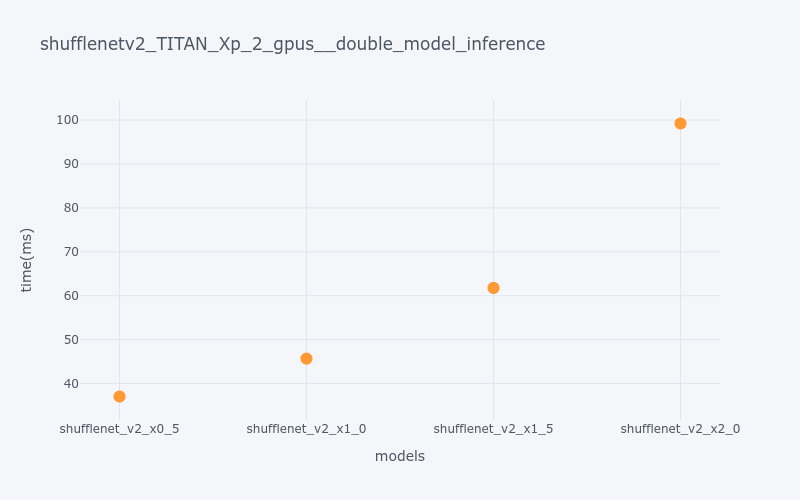 shufflenetv2_TITAN_Xp_2_gpus__double_model_inference
100
90
80
70
60
50
40
time(ms)
shufflenet_v2_x0_5
shufflenet_v2_x1_0
shufflenet_v2_x1_5
shufflenet_v2_x2_0
models